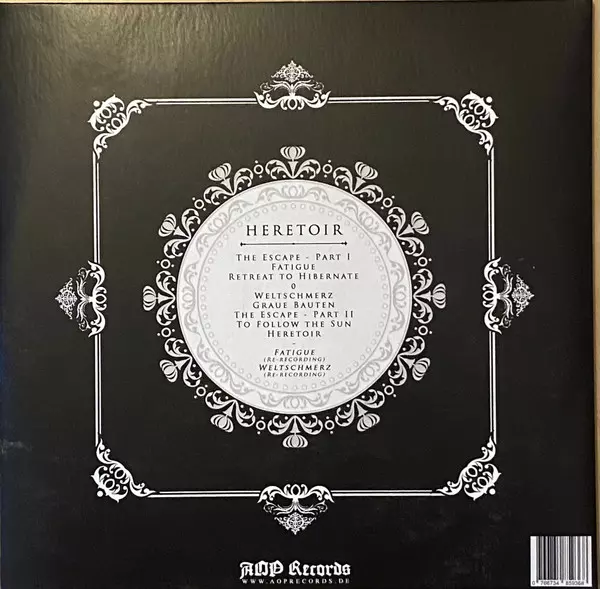 HERETOIR
THE ESCAPE - PART I
FATIGUE
RETREAT TO HIBERNATE
0
WELTSCHMERZ
GRAUE BAUTEN
THE ESCAPE - PART II
TO FOLLOW THE SUN
HERETOIR
-
FATIGUE
(RE-RECORDING)
WELTSCHMERZ
(RE-RECORDING)
AOP Records
WWW.AOPRECORDS.DE